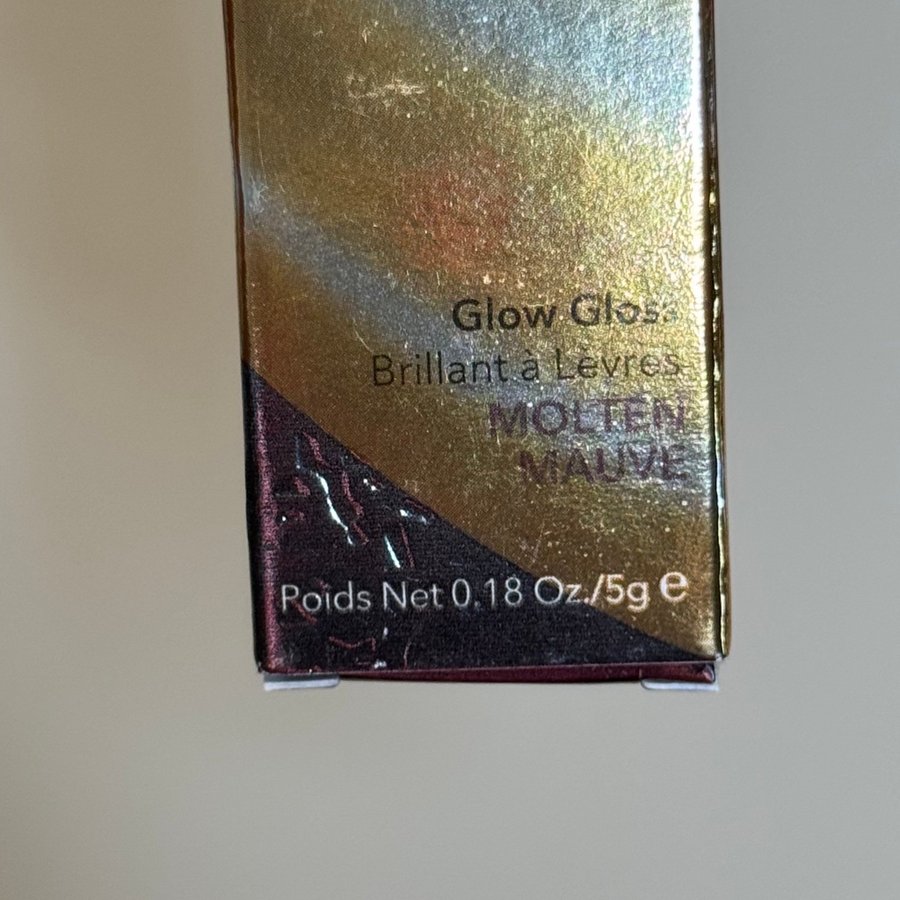 Glow Gloss
Brillant à Lèvres
MOLTEN
MAUVE
Poids Net 0.18 Oz./5g ℮